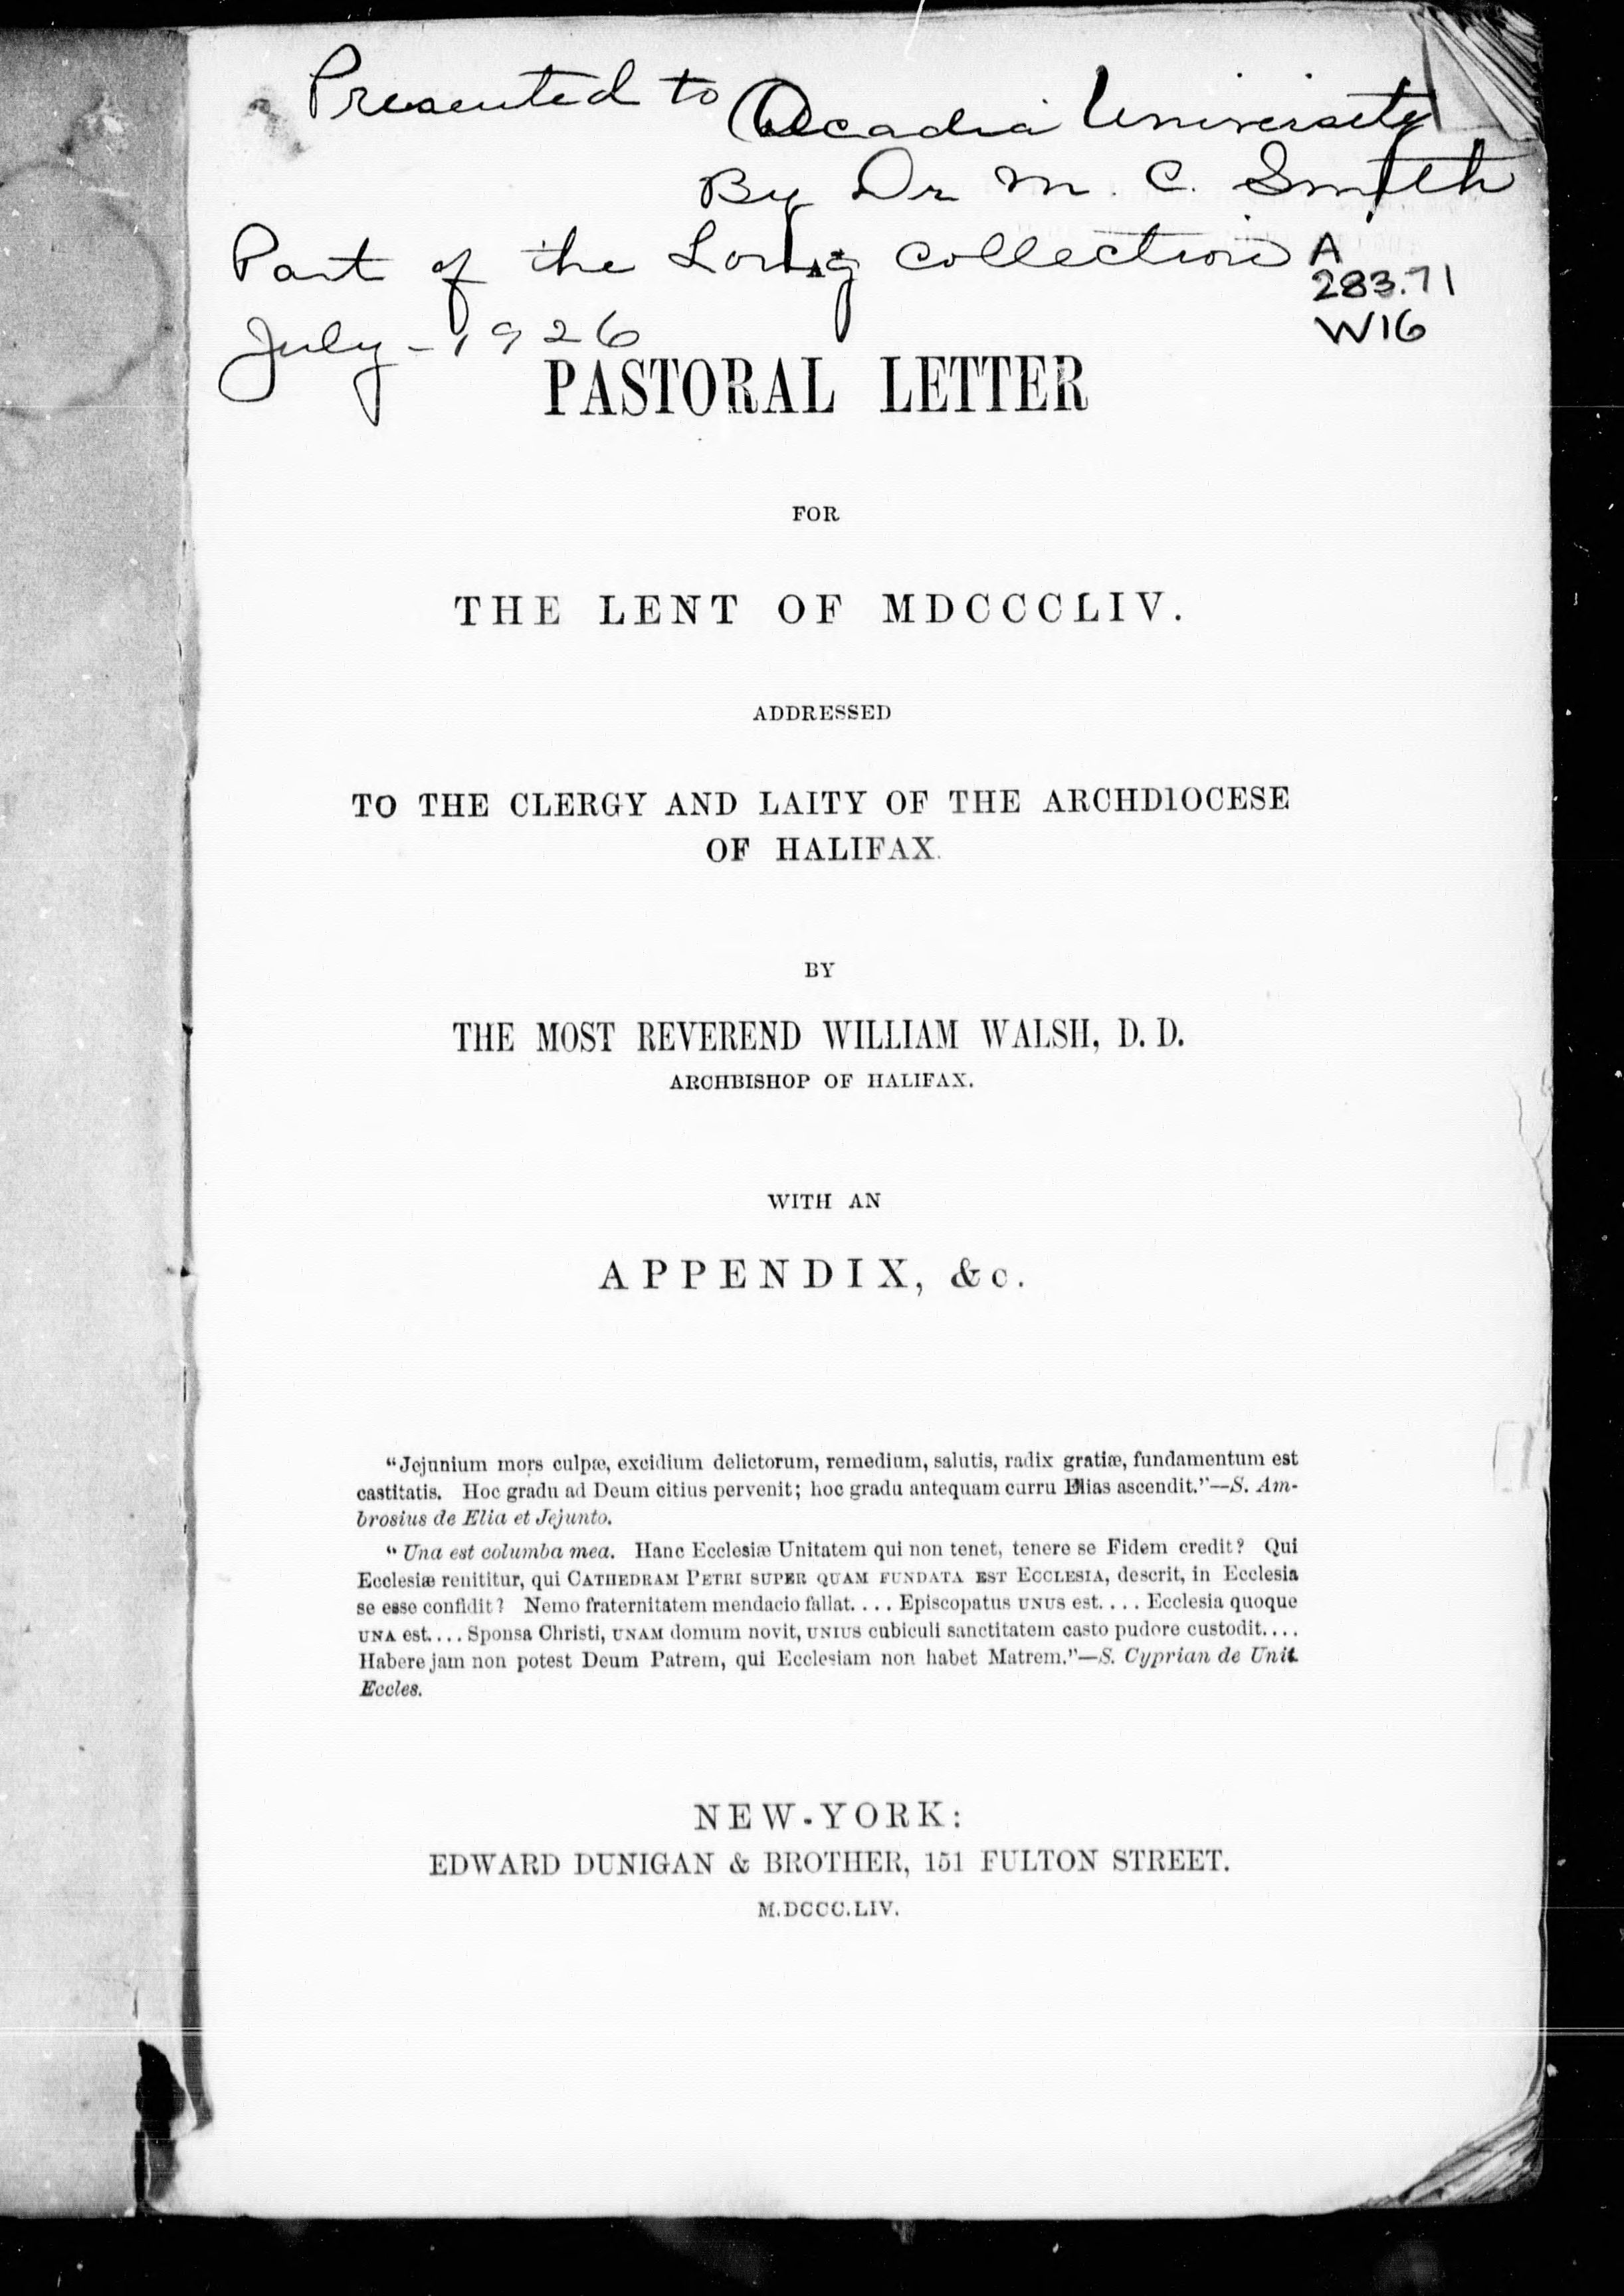 Presented to Acadia University
By Dr M. C. Smith
Part of the Long Collection
July - 1926
A
283.71
W16
PASTORAL LETTER
FOR
THE LENT OF MDCCCLIV.
ADDRESSED
TO THE CLERGY AND LAITY OF THE ARCHD1OCESE
OF HALIFAX.
BY
THE MOST REVEREND WILLIAM WALSH, D. D.
ARCHBISHOP OF HALIFAX.
WITH AN
APPENDIX, &c.
“Jejunium mors culpæ, excidium delictorum, remedium, salutis, radix gratiæ, fundamentum est
castitatis. Hoc gradu ad Deum citius pervenit; hoc gradu antequam curru Elias ascendit.”—S. Am-
brosius de Elia et Jejunto.
“Una est columba mea. Hanc Ecclesiæ Unitatem qui non tenet, tenere se Fidem credit? Qui
Ecclesiæ renititur, qui CATHEDRAM PETRI SUPER QUAM FUNDATA EST ECCLESIA, descrit, in Ecclesia
se esse confidit? Nemo fraternitatem mendacio fallat.... Episcopatus UNUS est.... Ecclesia quoque
UNA est.... Sponsa Christi, UNAM domum novit, UNIUS cubiculi sanctitatem casto pudore custodit....
Habere jam non potest Deum Patrem, qui Ecclesiam non habet Matrem.”—S. Cyprian de Unit.
Eccles.
NEW-YORK:
EDWARD DUNIGAN & BROTHER, 151 FULTON STREET.
M.DCCC.LIV.